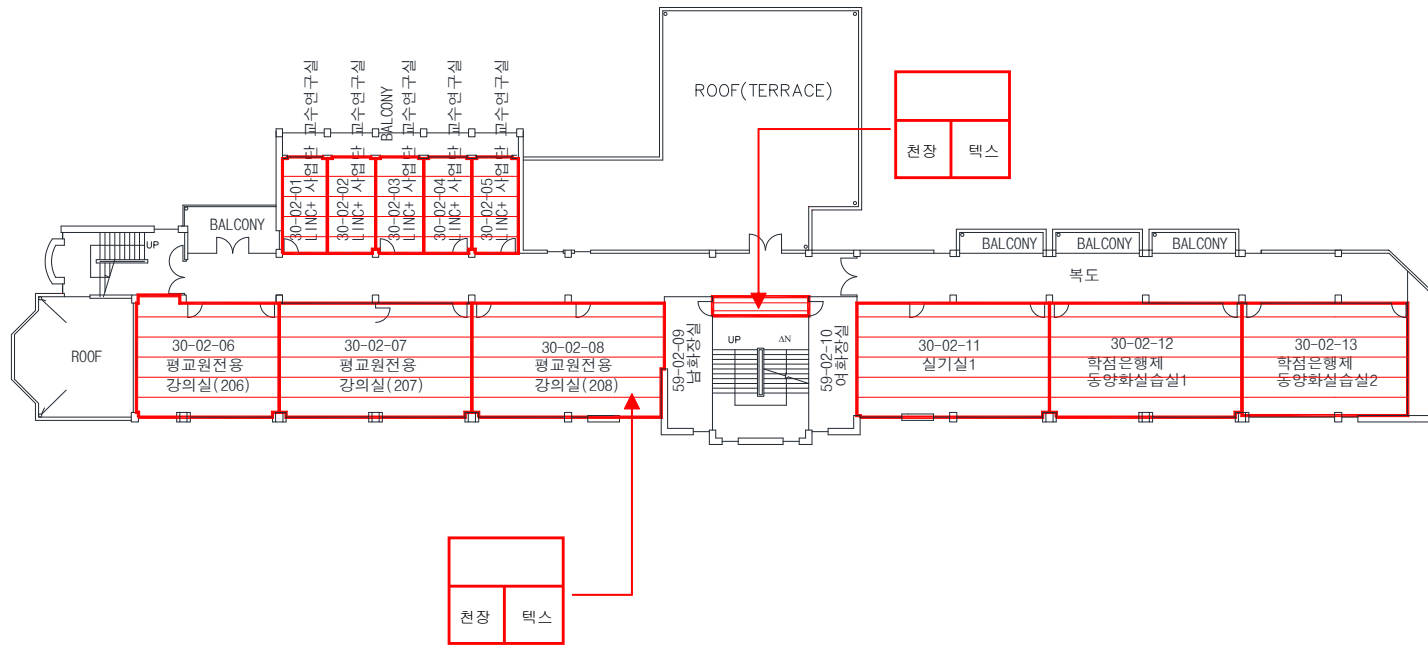 ROOF(TERRACE)
천장 텍스
BALCONY
30-02-01
LINC+ 사업단 교수연구실
30-02-02
LINC+ 사업단 교수연구실
30-02-03
LINC+ 사업단 교수연구실
30-02-04
LINC+ 사업단 교수연구실
30-02-05
LINC+ 사업단 교수연구실
BALCONY
UP
BALCONY
BALCONY
BALCONY
복도
ROOF
30-02-06
평교원전용
강의실(206)
30-02-07
평교원전용
강의실(207)
30-02-08
평교원전용
강의실(208)
59-02-09
남화장실
UP
ΔN
59-02-10
여화장실
30-02-11
실기실1
30-02-12
학점은행제
동양화실습실1
30-02-13
학점은행제
동양화실습실2
천장 텍스